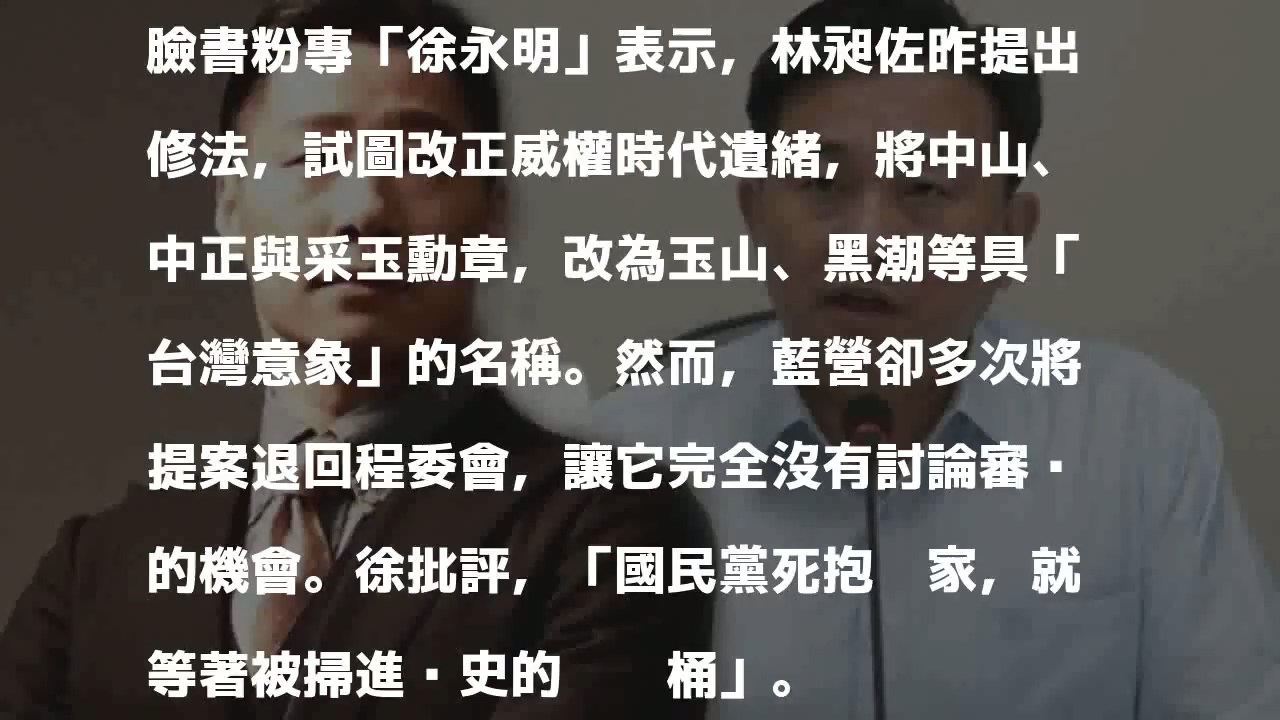 臉書粉專「徐永明」表示，林昶佐昨提出
修法，試圖改正威權時代遺緒，將中山、
中正與采玉勳章，改為玉山、黑潮等具「
台灣意象」的名稱。然而，藍營卻多次將
提案退回程委會，讓它完全沒有討論審▪
的機會。徐批評，「國民黨死抱　家，就
等著被掃進▪史的　　桶」。